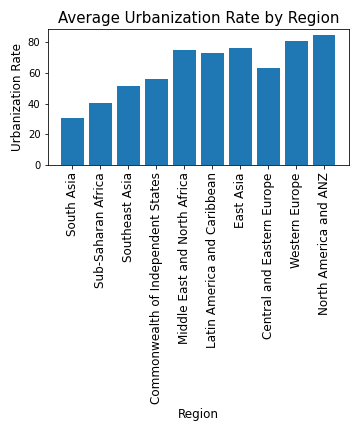 Average Urbanization Rate by Region
Urbanization Rate
80
60
40
20
0
South Asia
Sub-Saharan Africa
Southeast Asia
Commonwealth of Independent States
Middle East and North Africa
Latin America and Caribbean
East Asia
Central and Eastern Europe
Western Europe
North America and ANZ
Region